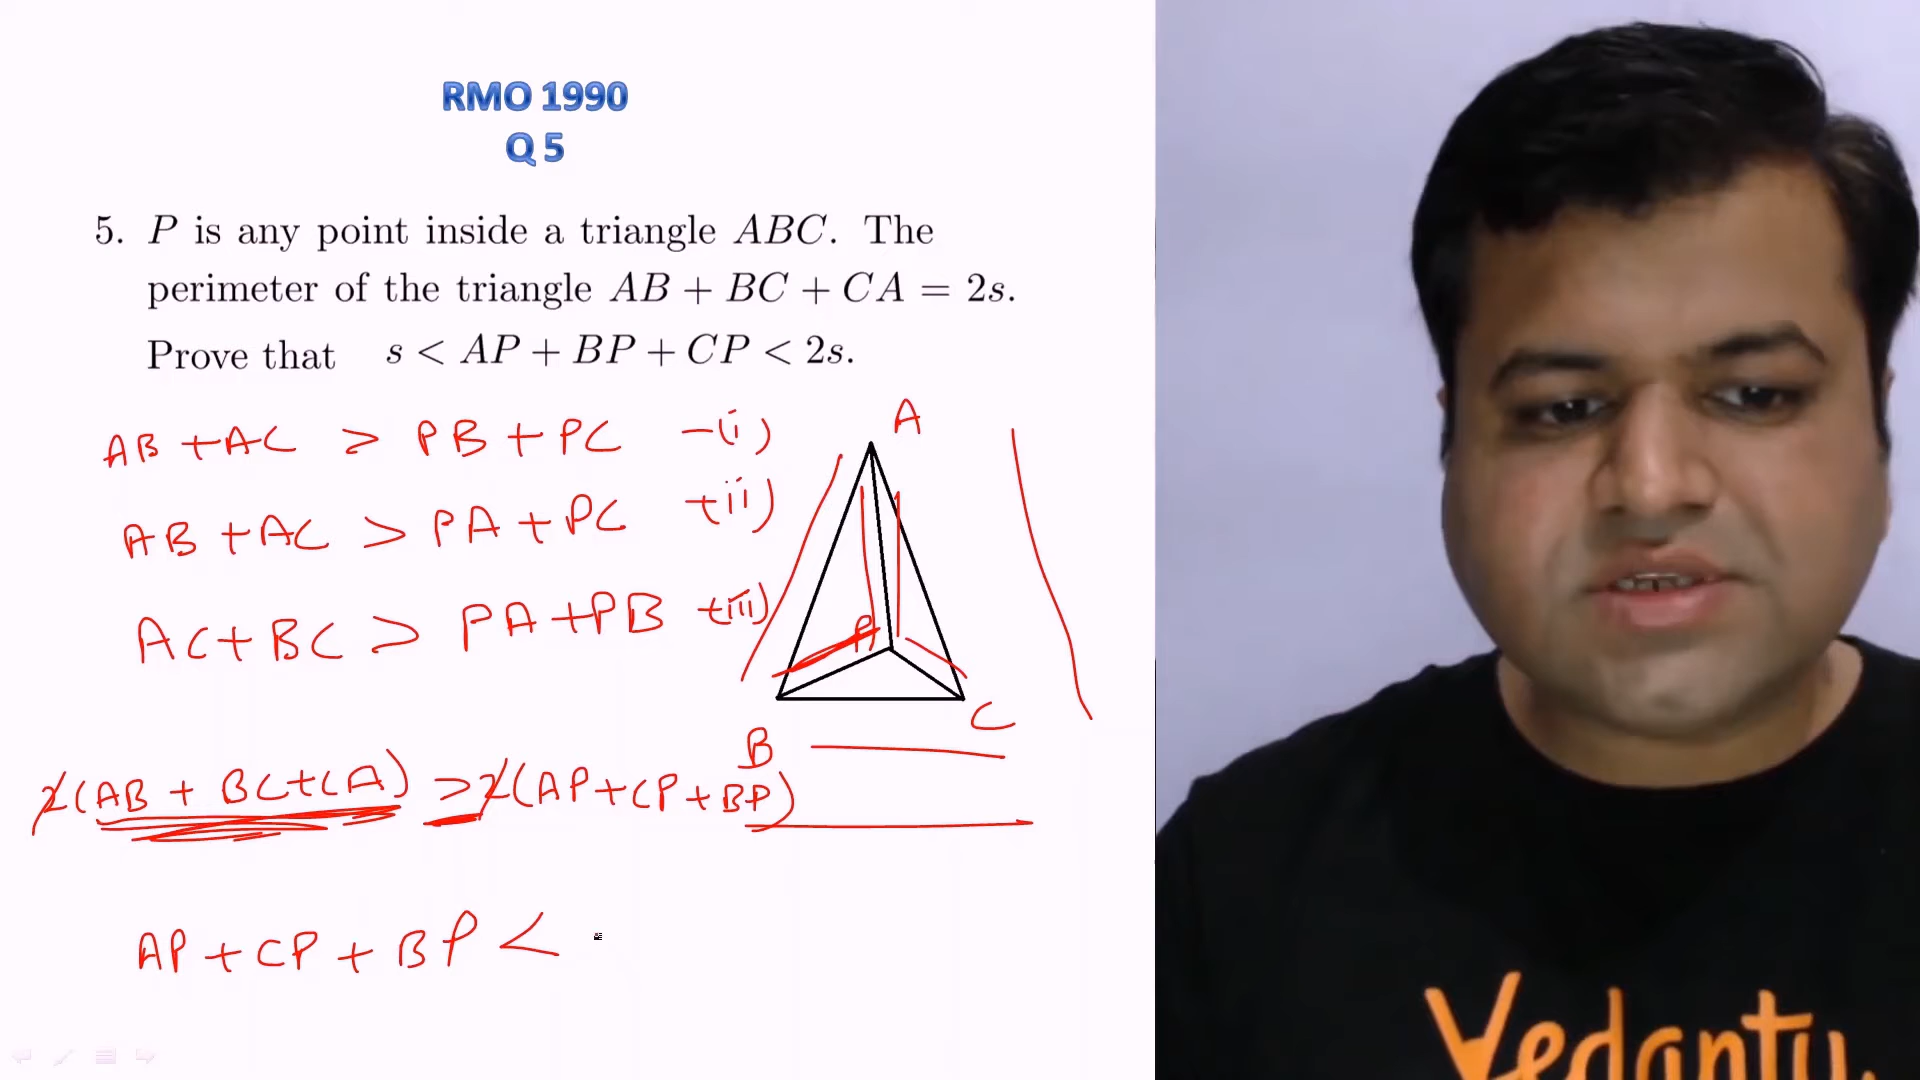 RMO 1990
Q 5
5. P is any point inside a triangle ABC. The
perimeter of the triangle AB + BC + CA = 2s.
Prove that s < AP + BP + CP < 2s.
AB + AC > PB + PC -(i)
AB + AC > PA + PC -(ii)
AC + BC > PA + PB -(iii)
A
P
B
C
2(AB + BC + CA) > 2(AP + CP + BP)
AP + CP + BP <
Vedantu